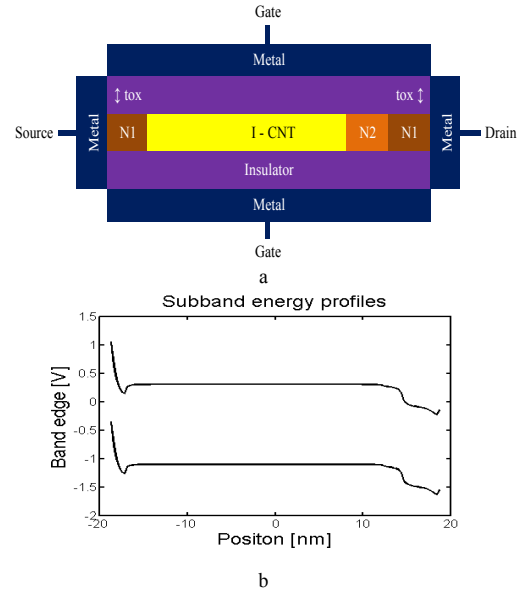 Gate
Metal
↕ tox
tox ↕
Source
Metal
N1
I - CNT
N2
N1
Metal
Drain
Insulator
Metal
Gate
a
Subband energy profiles
Band edge [V]
1.5
1
0.5
0
-0.5
-1
-1.5
-2
-20
-10
0
10
20
Positon [nm]
b